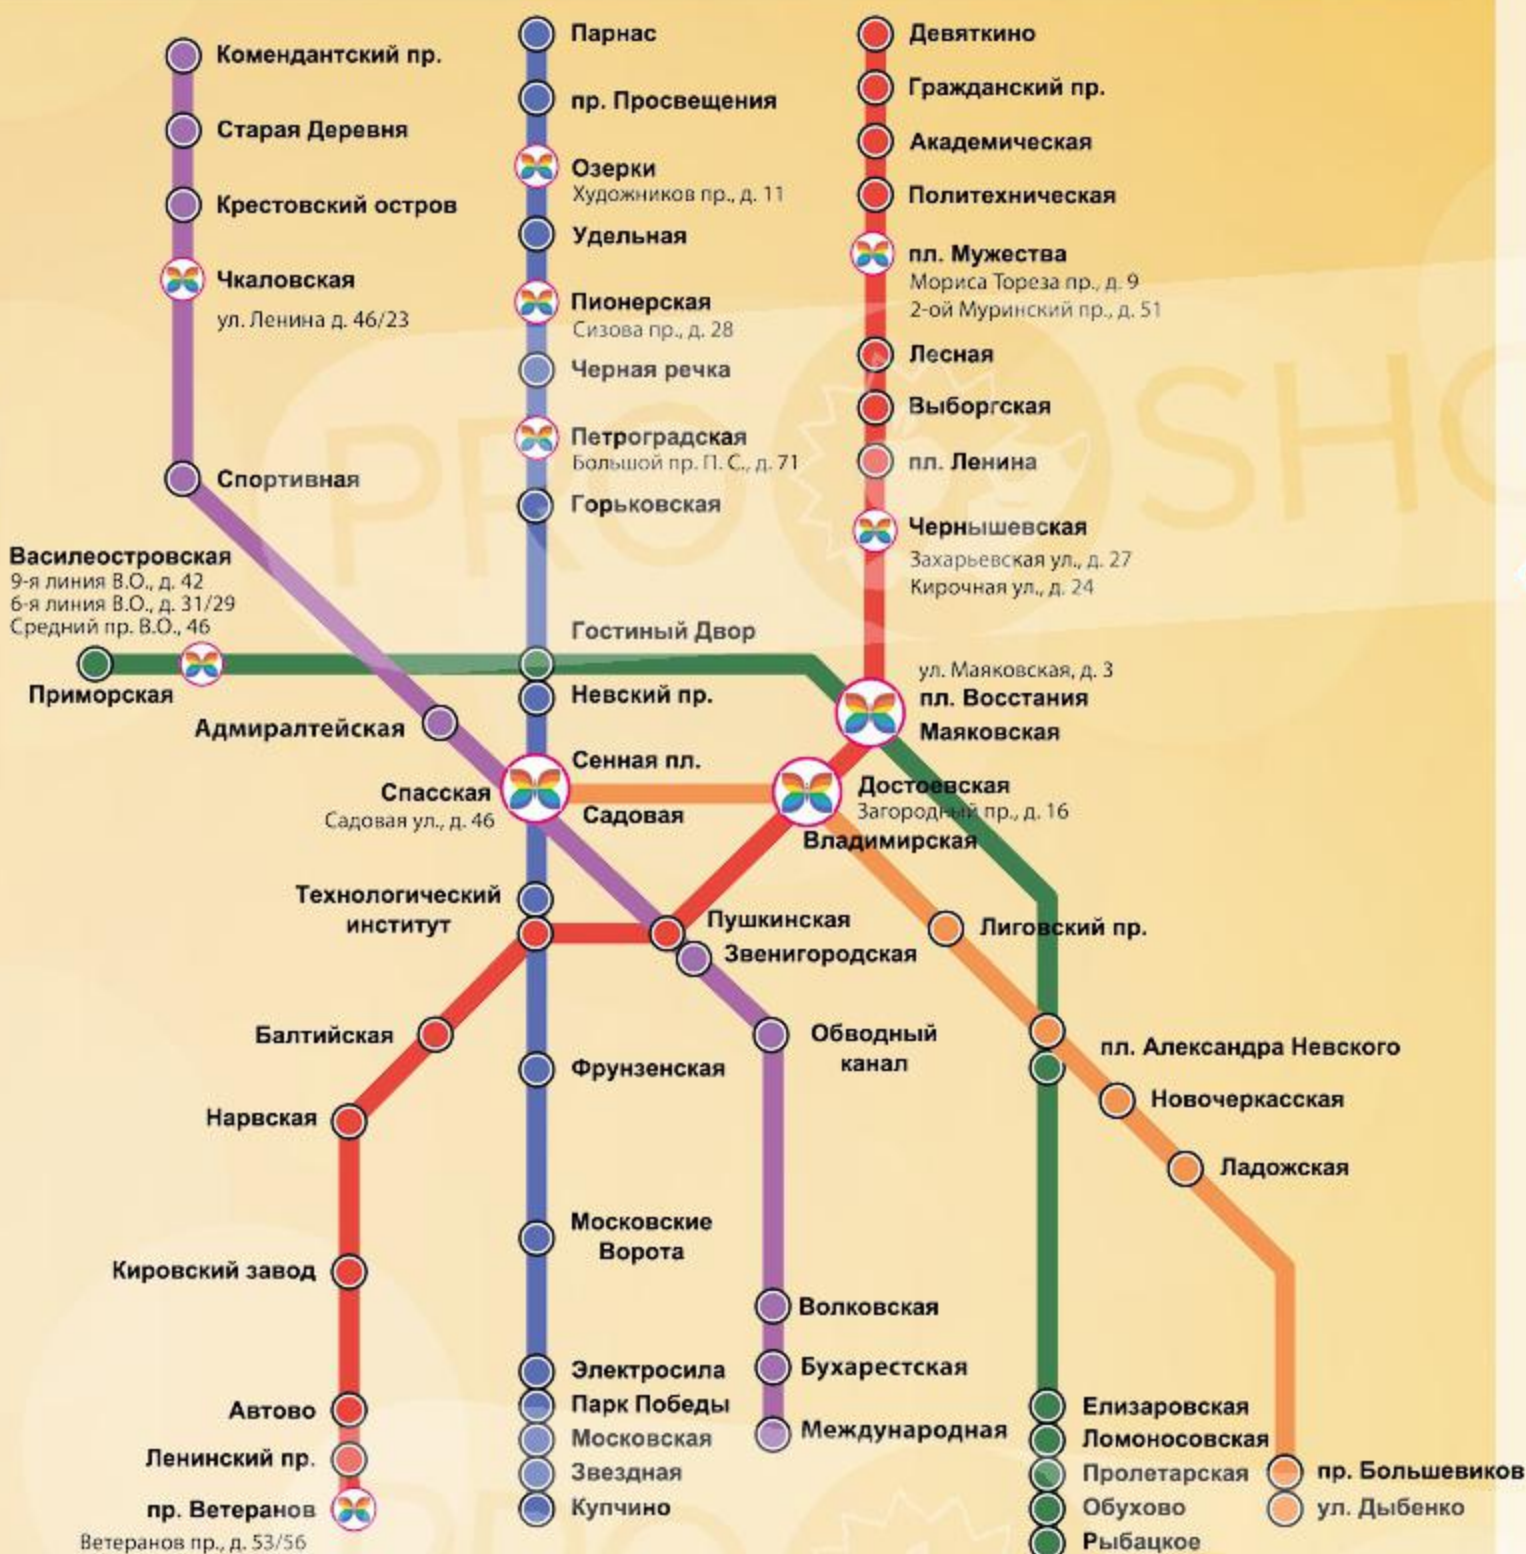 Комендантский пр.
Старая Деревня
Крестовский остров
Чкаловская
ул. Ленина д. 46/23
Спортивная
Парнас
пр. Просвещения
Озерки
Художников пр., д. 11
Удельная
Пионерская
Сизова пр., д. 28
Черная речка
Петроградская
Большой пр. П. С., д. 71
Горьковская
Девяткино
Гражданский пр.
Академическая
Политехническая
пл. Мужества
Мориса Тореза пр., д. 9
2-ой Муринский пр., д. 51
Лесная
Выборгская
пл. Ленина
Чернышевская
Захарьевская ул., д. 27
Кирочная ул., д. 24
PRO SHO
Василеостровская
9-я линия В.О., д. 42
6-я линия В.О., д. 31/29
Средний пр. В.О., 46
Приморская
Гостиный Двор
Невский пр.
ул. Маяковская, д. 3
пл. Восстания
Маяковская
Адмиралтейская
Сенная пл.
Спасская
Садовая ул., д. 46
Садовая
Достоевская
Загородный пр., д. 16
Владимирская
Технологический
институт
Пушкинская
Звенигородская
Лиговский пр.
Балтийская
Обводный
канал
пл. Александра Невского
Фрунзенская
Новочеркасская
Нарвская
Ладожская
Московские
Ворота
Кировский завод
Волковская
Электросила
Бухарестская
Парк Победы
Автово
Елизаровская
Московская
Международная
Ломоносовская
Ленинский пр.
Звездная
Пролетарская
пр. Большевиков
пр. Ветеранов
Ветеранов пр., д. 53/56
Купчино
Обухово
ул. Дыбенко
Рыбацкое
PRO